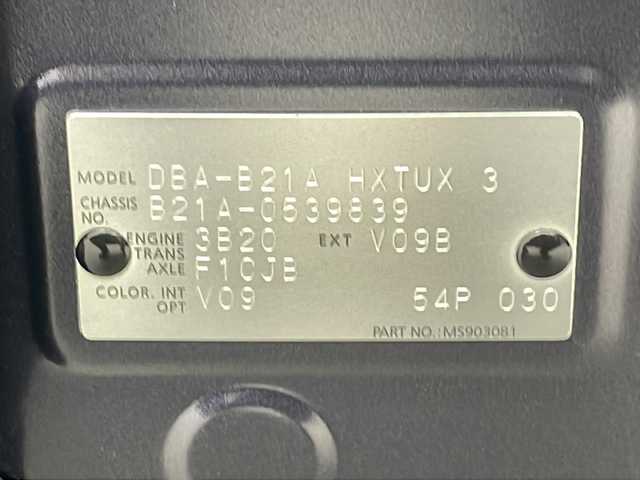 MODEL DBA-B21A HXTUX 3
CHASSIS NO. B21A-0539839
ENGINE 3B20 EXT V09B
TRANS AXLE F1CJB
COLOR. INT OPT V09 54P 030
PART NO.:MS903081